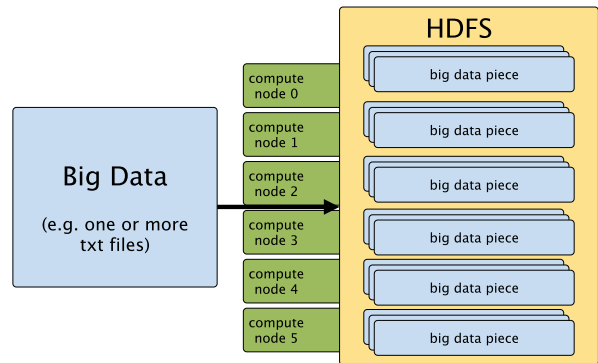 HDFS
compute
node 0
big data piece
compute
node 1
big data piece
Big Data
(e.g. one or more
txt files)
compute
node 2
big data piece
compute
node 3
big data piece
compute
node 4
big data piece
compute
node 5
big data piece